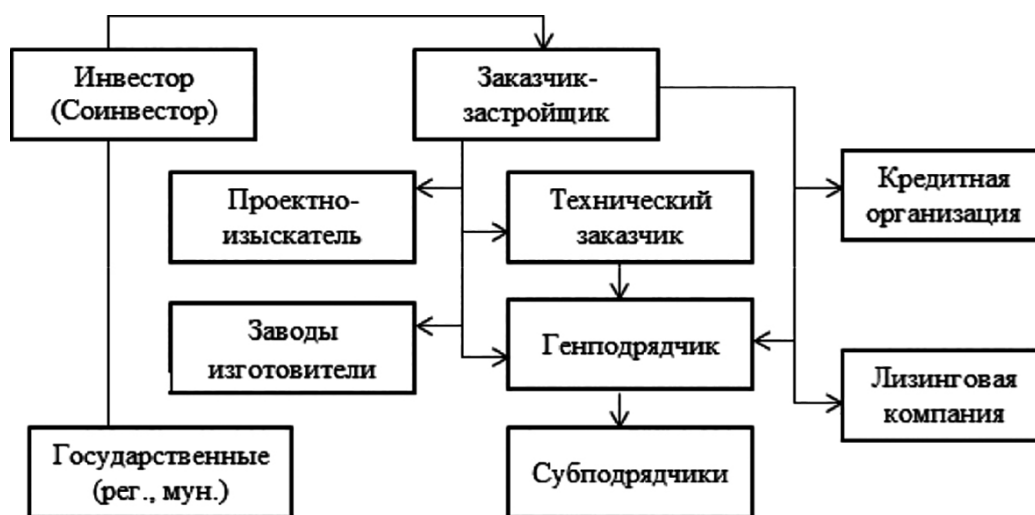 Инвестор
(Соинвестор)
Заказчик-
застройщик
Проектно-
изыскатель
Технический
заказчик
Кредитная
организация
Заводы
изготовители
Генподрядчик
Лизинговая
компания
Государственные
(рег., мун.)
Субподрядчики